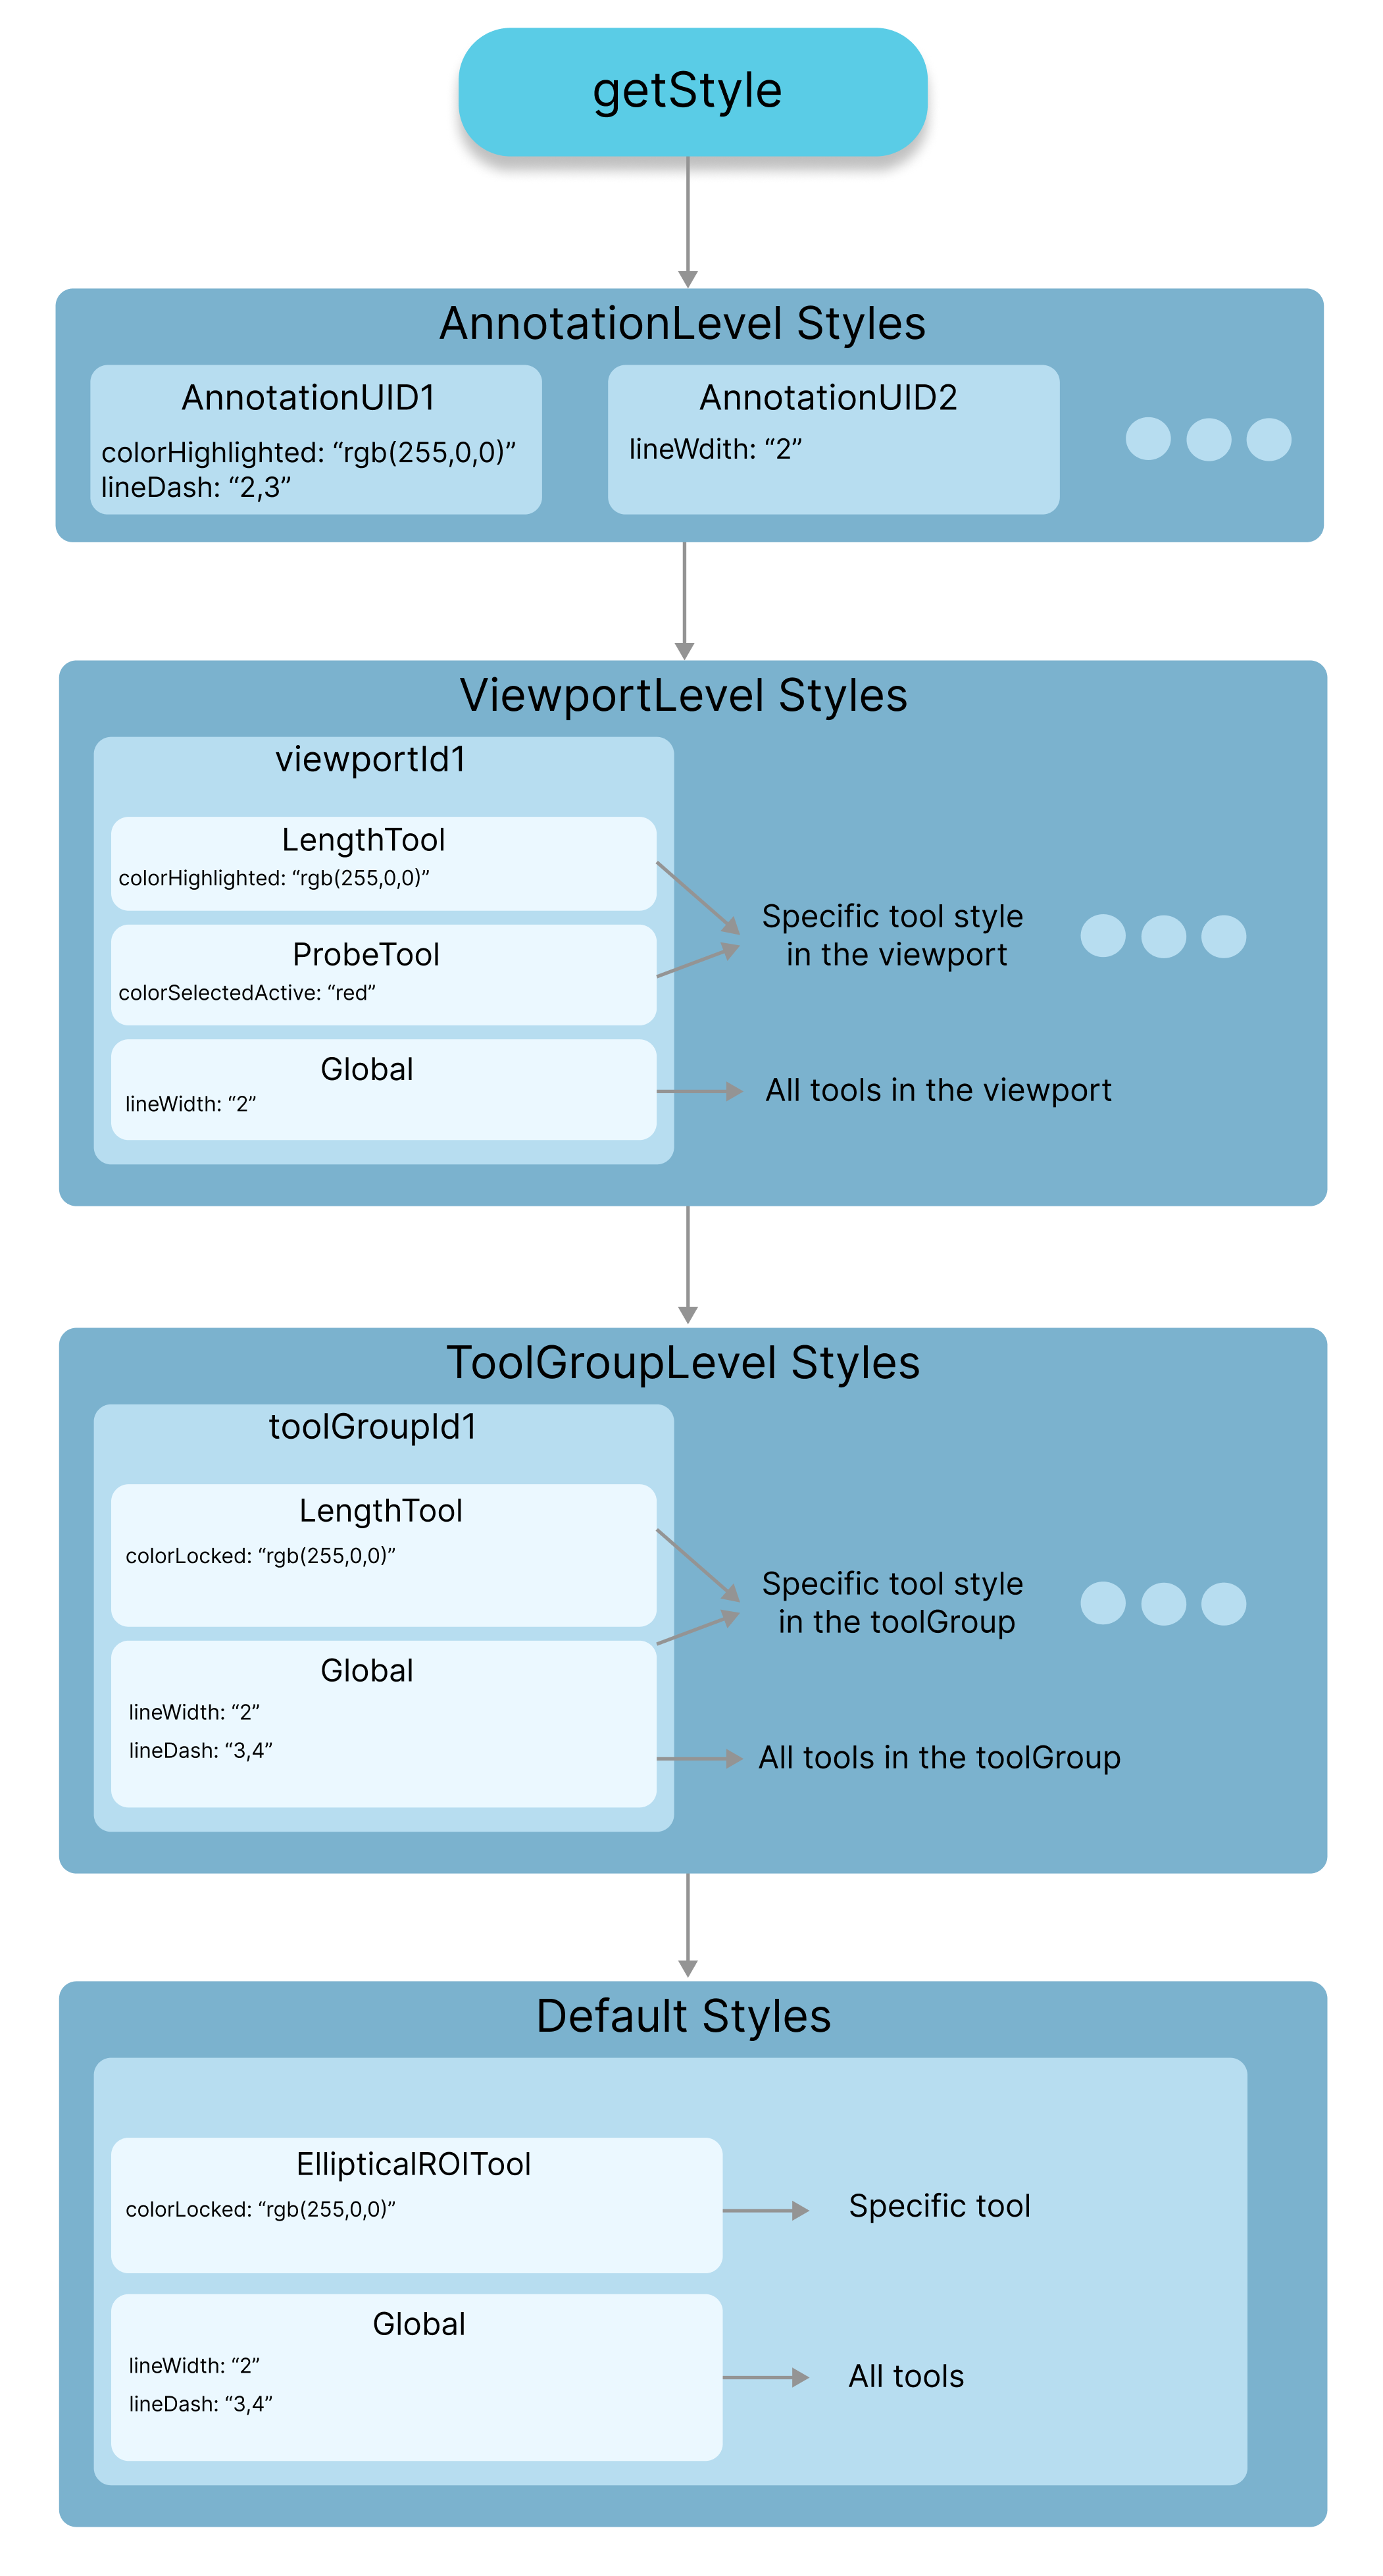 getStyle
AnnotationLevel Styles
AnnotationUID1
colorHighlighted: “rgb(255,0,0)”
lineDash: “2,3”
AnnotationUID2
lineWdith: “2”
ViewportLevel Styles
viewportId1
LengthTool
colorHighlighted: “rgb(255,0,0)”
ProbeTool
colorSelectedActive: “red”
Global
lineWidth: “2”
Specific tool style
in the viewport
All tools in the viewport
ToolGroupLevel Styles
toolGroupId1
LengthTool
colorLocked: “rgb(255,0,0)”
Global
lineWidth: “2”
lineDash: “3,4”
Specific tool style
in the toolGroup
All tools in the toolGroup
Default Styles
EllipticalROITool
colorLocked: “rgb(255,0,0)”
Specific tool
Global
lineWidth: “2”
lineDash: “3,4”
All tools